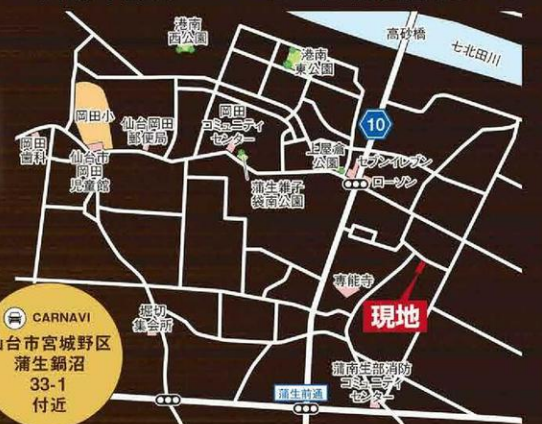 港南
西公園
高砂橋
七北田川
港南
東公園
岡田小
仙台岡田
郵便局
岡田
コミュニティ
センター
10
岡田
歯科
仙台市
岡田
児童館
上屋倉
公園
セブンイレブン
ローソン
蒲生雑子
袋南公園
専能寺
現地
堀切
集会所
CARNAVI
仙台市宮城野区
蒲生鍋沼
33-1
付近
蒲生前通
蒲南生部消防
コミュニティ
センター